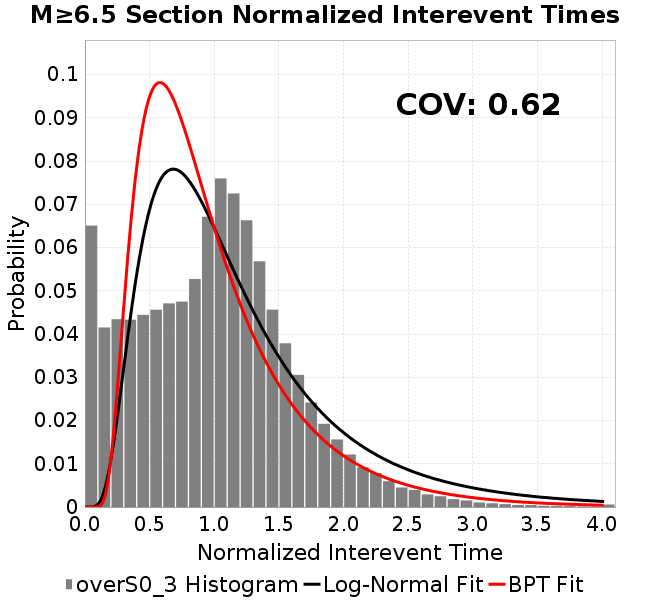 M≥6.5 Section Normalized Interevent Times
COV: 0.62
Probability
0.1
0.09
0.08
0.07
0.06
0.05
0.04
0.03
0.02
0.01
0
0.0 0.5 1.0 1.5 2.0 2.5 3.0 3.5 4.0
Normalized Interevent Time
overS0_3 Histogram Log-Normal Fit BPT Fit